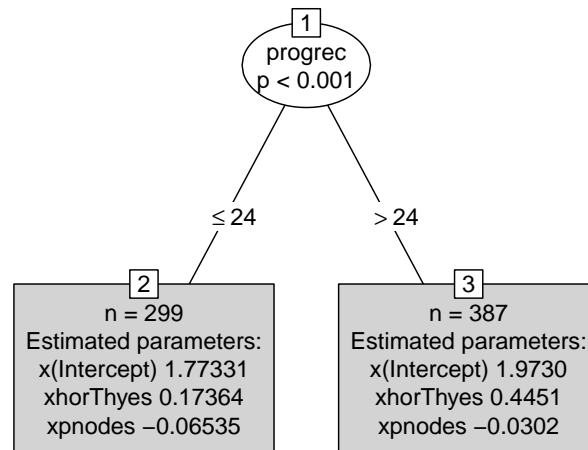 1
progrec
p < 0.001
≤ 24
> 24
2
n = 299
Estimated parameters:
x(Intercept) 1.77331
xhorThyes 0.17364
xpnodes −0.06535
3
n = 387
Estimated parameters:
x(Intercept) 1.9730
xhorThyes 0.4451
xpnodes −0.0302